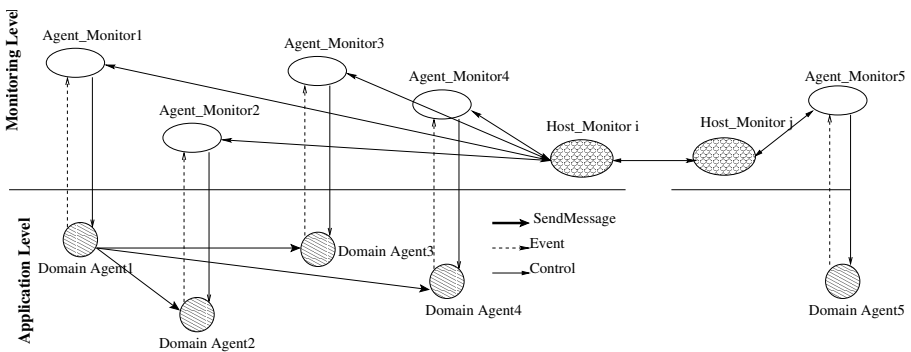 Monitoring Level
Agent_Monitor1
Agent_Monitor3
Agent_Monitor4
Agent_Monitor5
Agent_Monitor2
Host_Monitor i
Host_Monitor j
Application Level
SendMessage
Event
Control
Domain Agent1
Domain Agent3
Domain Agent4
Domain Agent5
Domain Agent2